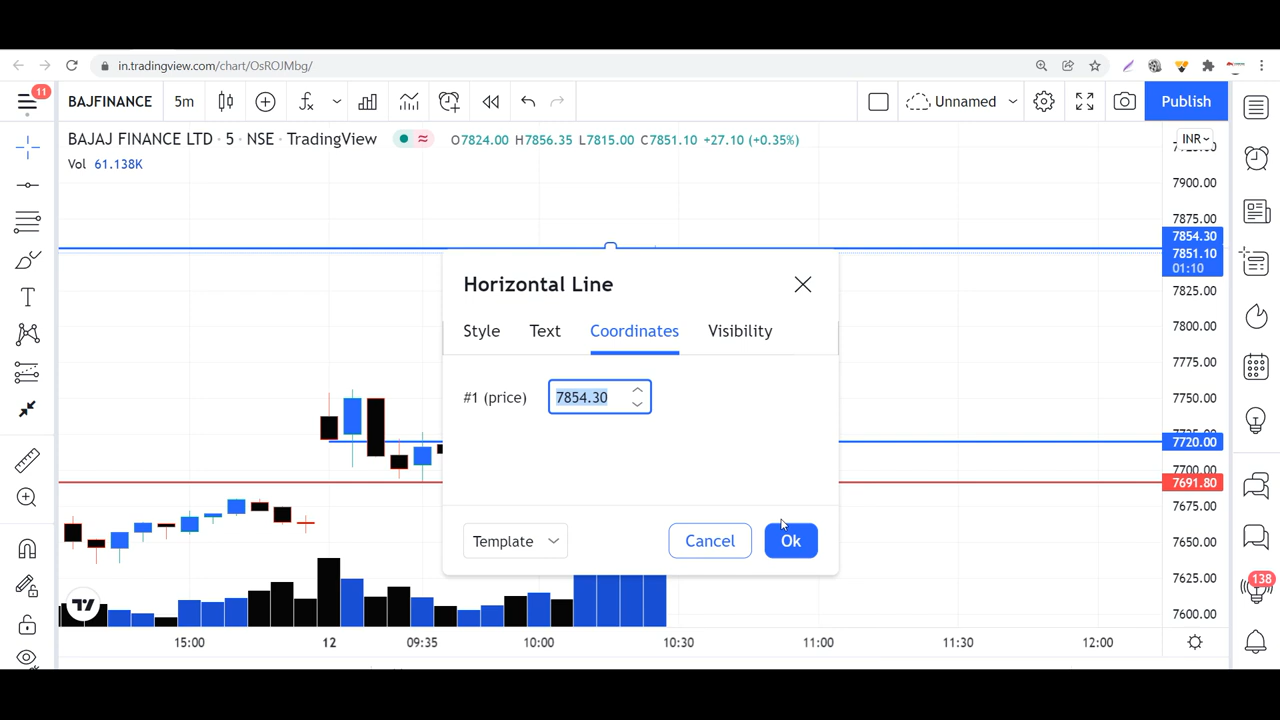 in.tradingview.com/chart/OsROJMbg/
11
BAJFINANCE 5m
Unnamed
Publish
BAJAJ FINANCE LTD · 5 · NSE · TradingView
O7824.00 H7856.35 L7815.00 C7851.10 +27.10 (+0.35%)
INR
Vol 61.138K
7900.00
7875.00
7854.30
7851.10
01:10
7825.00
7800.00
7775.00
7750.00
7720.00
7700.00
7691.80
7675.00
7650.00
7625.00
7600.00
Horizontal Line
Style Text Coordinates Visibility
#1 (price) 7854.30
Template Cancel Ok
138
15:00 12 09:35 10:00 10:30 11:00 11:30 12:00